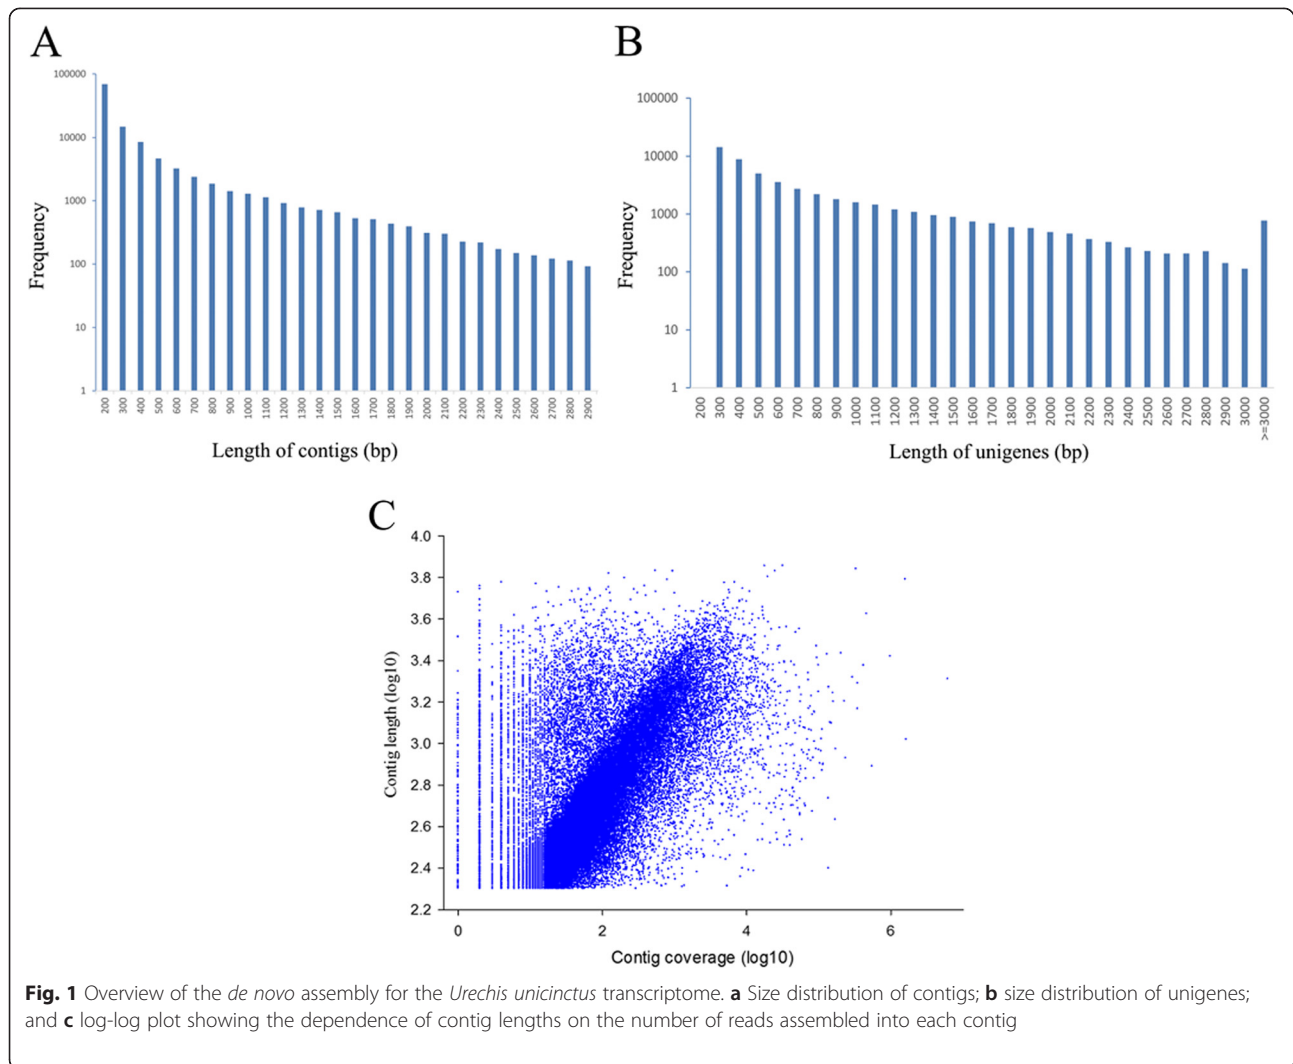 A
100000
10000
1000
100
10
1
Frequency
200 300 400 500 600 700 800 900 1000 1100 1200 1300 1400 1500 1600 1700 1800 1900 2000 2100 2200 2300 2400 2500 2600 2700 2800 2900
Length of contigs (bp)
B
100000
10000
1000
100
10
1
Frequency
200 300 400 500 600 700 800 900 1000 1100 1200 1300 1400 1500 1600 1700 1800 1900 2000 2100 2200 2300 2400 2500 2600 2700 2800 2900 3000 >=3000
Length of unigenes (bp)
C
4.0
3.8
3.6
3.4
3.2
3.0
2.8
2.6
2.4
2.2
Contig length (log10)
0 2 4 6
Contig coverage (log10)
Fig. 1 Overview of the de novo assembly for the Urechis unicinctus transcriptome. a Size distribution of contigs; b size distribution of unigenes;
and c log-log plot showing the dependence of contig lengths on the number of reads assembled into each contig